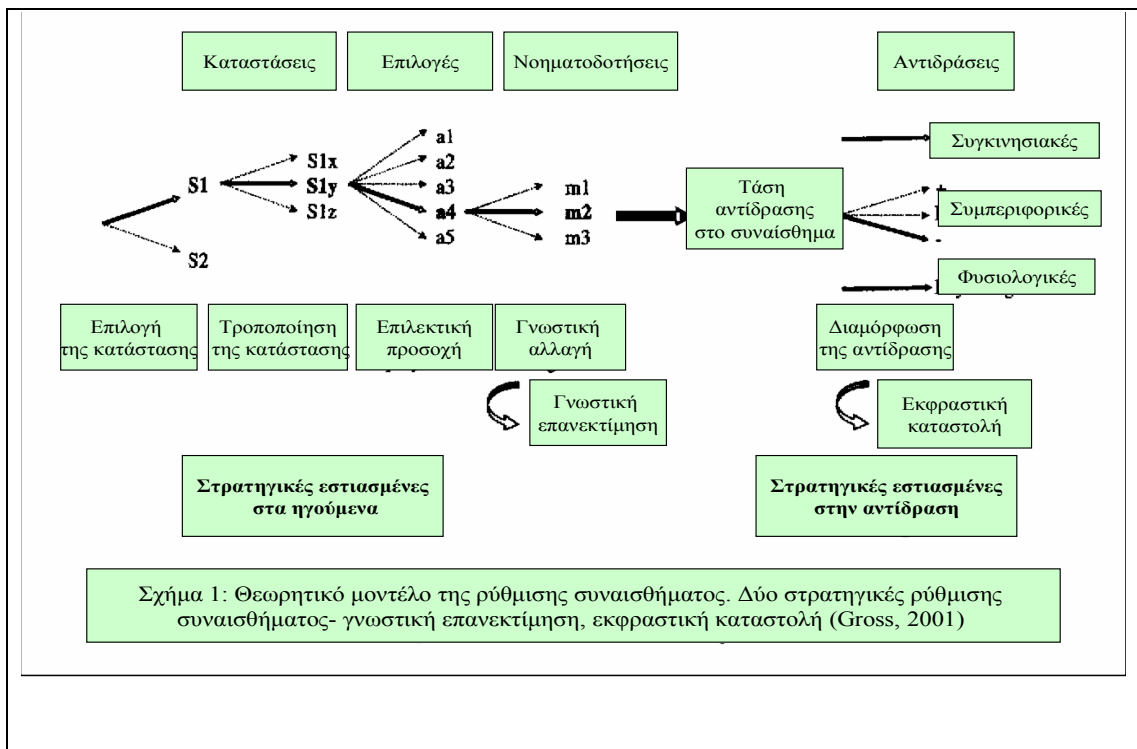 Καταστάσεις
Επιλογές
Νοηματοδοτήσεις
Αντιδράσεις
S1
S2
S1x
S1y
S1z
a1
a2
a3
a4
a5
m1
m2
m3
Τάση
αντίδρασης
στο συναίσθημα
+
-
Συγκινησιακές
Συμπεριφορικές
Φυσιολογικές
Επιλογή
της κατάστασης
Τροποποίηση
της κατάστασης
Επιλεκτική
προσοχή
Γνωστική
αλλαγή
Διαμόρφωση
της αντίδρασης
Γνωστική
επανεκτίμηση
Εκφραστική
καταστολή
Στρατηγικές εστιασμένες
στα ηγούμενα
Στρατηγικές εστιασμένες
στην αντίδραση
Σχήμα 1: Θεωρητικό μοντέλο της ρύθμισης συναισθήματος. Δύο στρατηγικές ρύθμισης
συναισθήματος- γνωστική επανεκτίμηση, εκφραστική καταστολή (Gross, 2001)